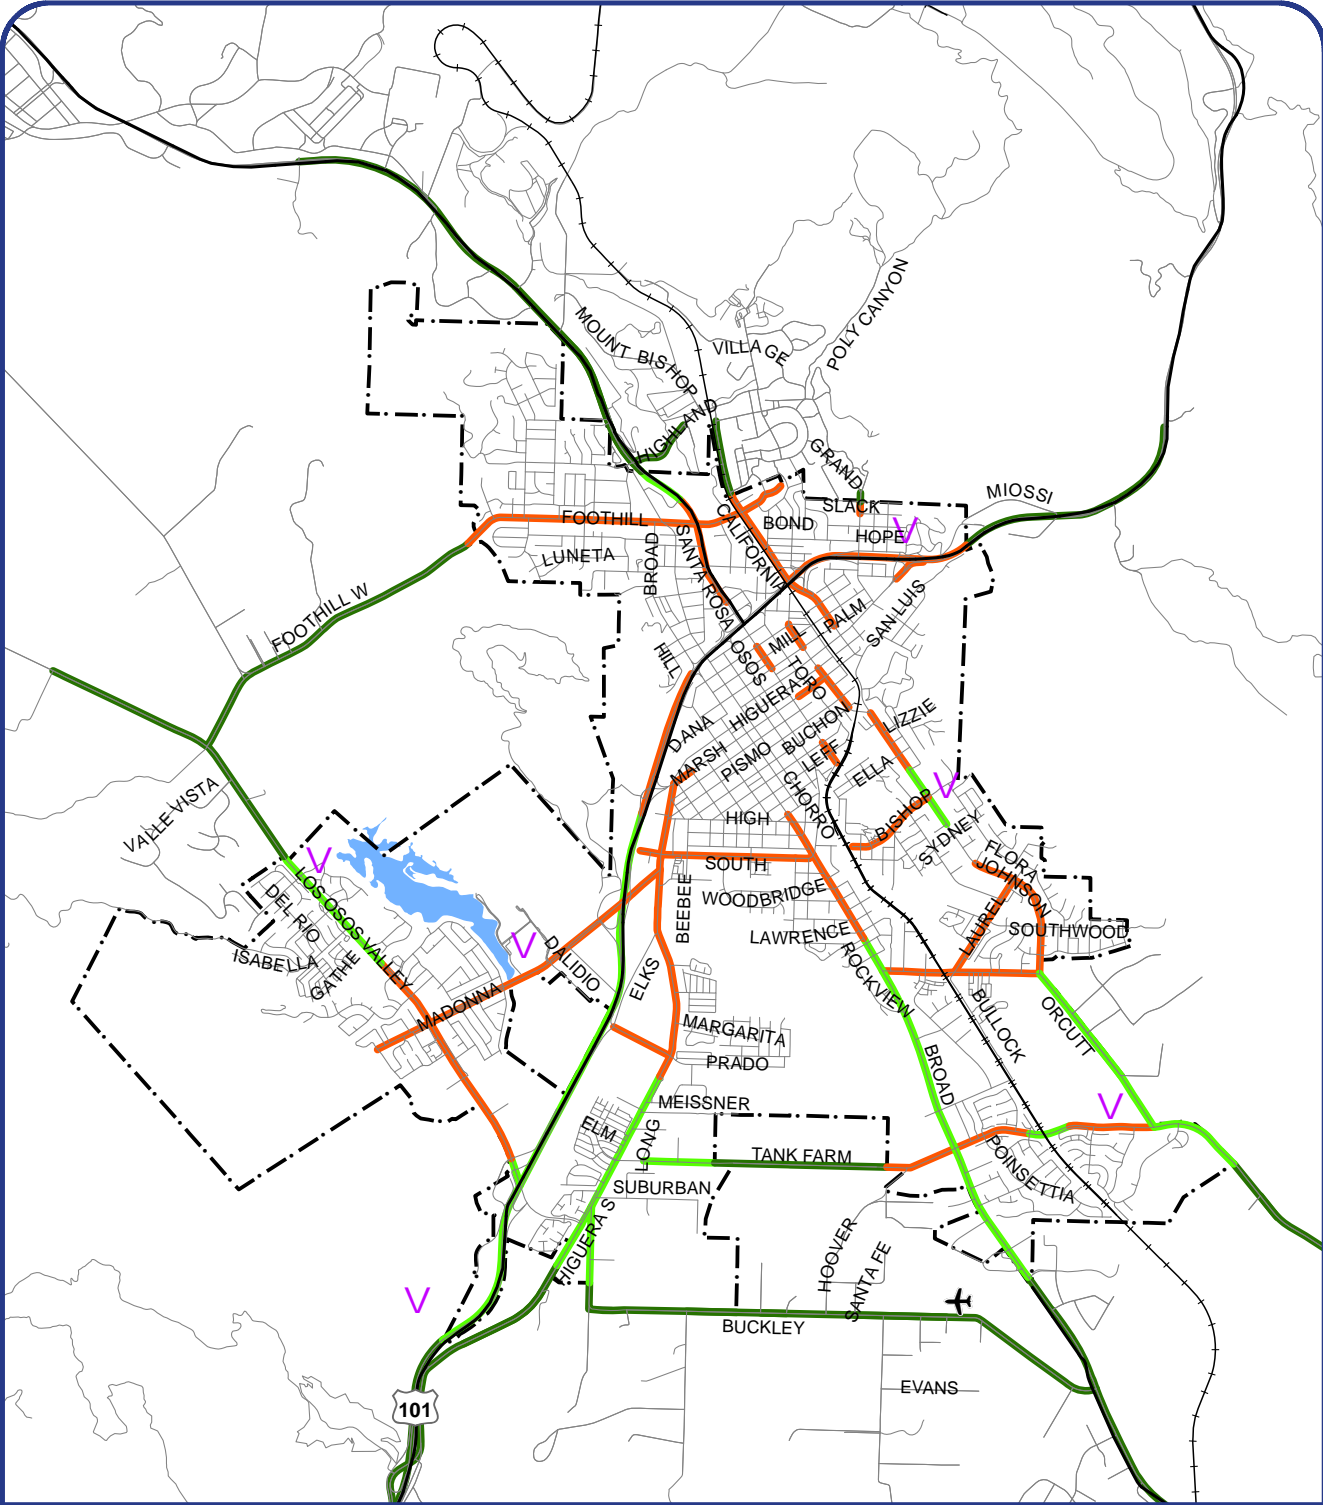 POLY CANYON
MOUNT BISHOP
VILLAGE
HIGHLAND
GRAND
MIOSSI
SLACK
FOOTHILL
CALIFORNIA
BOND
HOPE
V
LUNETA
BROAD
SANTA ROSA
FOOTHILL W
PALM
SAN LUIS
MILL
HILL
OSOS
TORO
HIGUERA
LIZZIE
DANA
BUCHON
MARSH
PISMO
LEFF
ELLA
V
VALLE VISTA
CHORRO
HIGH
BISHOP
SYDNEY
V
SOUTH
FLORA
JOHNSON
LOS OSOS VALLEY
DEL RIO
WOODBRIDGE
BEEBEE
LAUREL
SOUTHWOOD
V
LAWRENCE
ISABELLA
GATHE
DALIDIO
ELKS
ROCKVIEW
MADONNA
BULLOCK
ORCUTT
MARGARITA
PRADO
BROAD
MEISSNER
V
ELM
LONG
TANK FARM
POINSETTIA
SUBURBAN
HIGUERA S
HOOVER
SANTA FE
V
BUCKLEY
EVANS
101